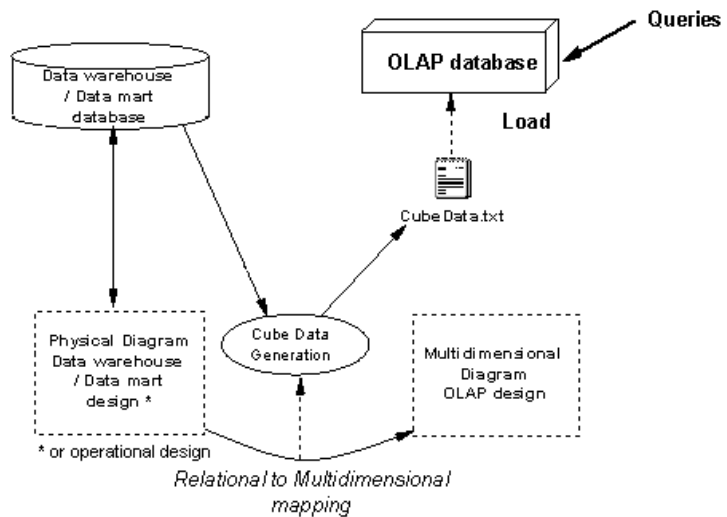 Queries
OLAP database
Data warehouse
/ Data mart
database
Load
CubeData.txt
Cube Data
Generation
Physical Diagram
Data warehouse
/ Data mart
design *
Multidimensional
Diagram
OLAP design
* or operational design
Relational to Multidimensional
mapping